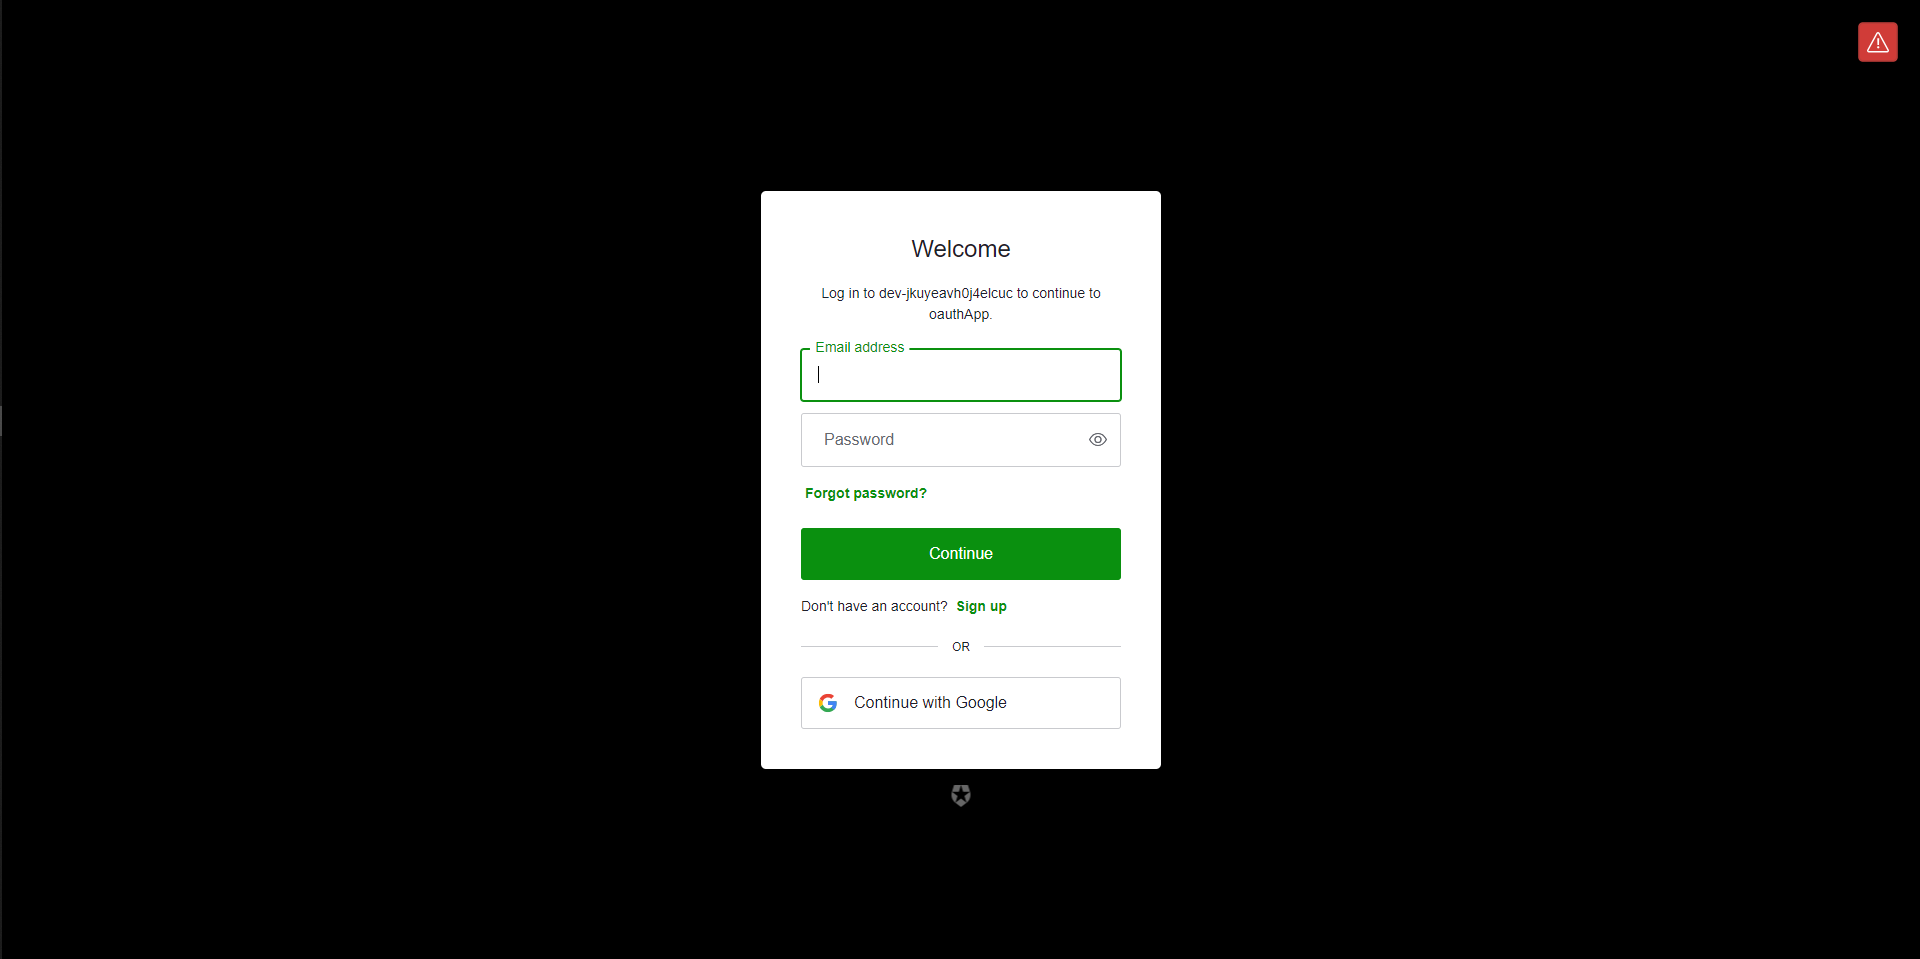 Welcome
Log in to dev-jkuyeavh0j4elcuc to continue to
oauthApp.
Email address
Password
Forgot password?
Continue
Don't have an account? Sign up
OR
Continue with Google